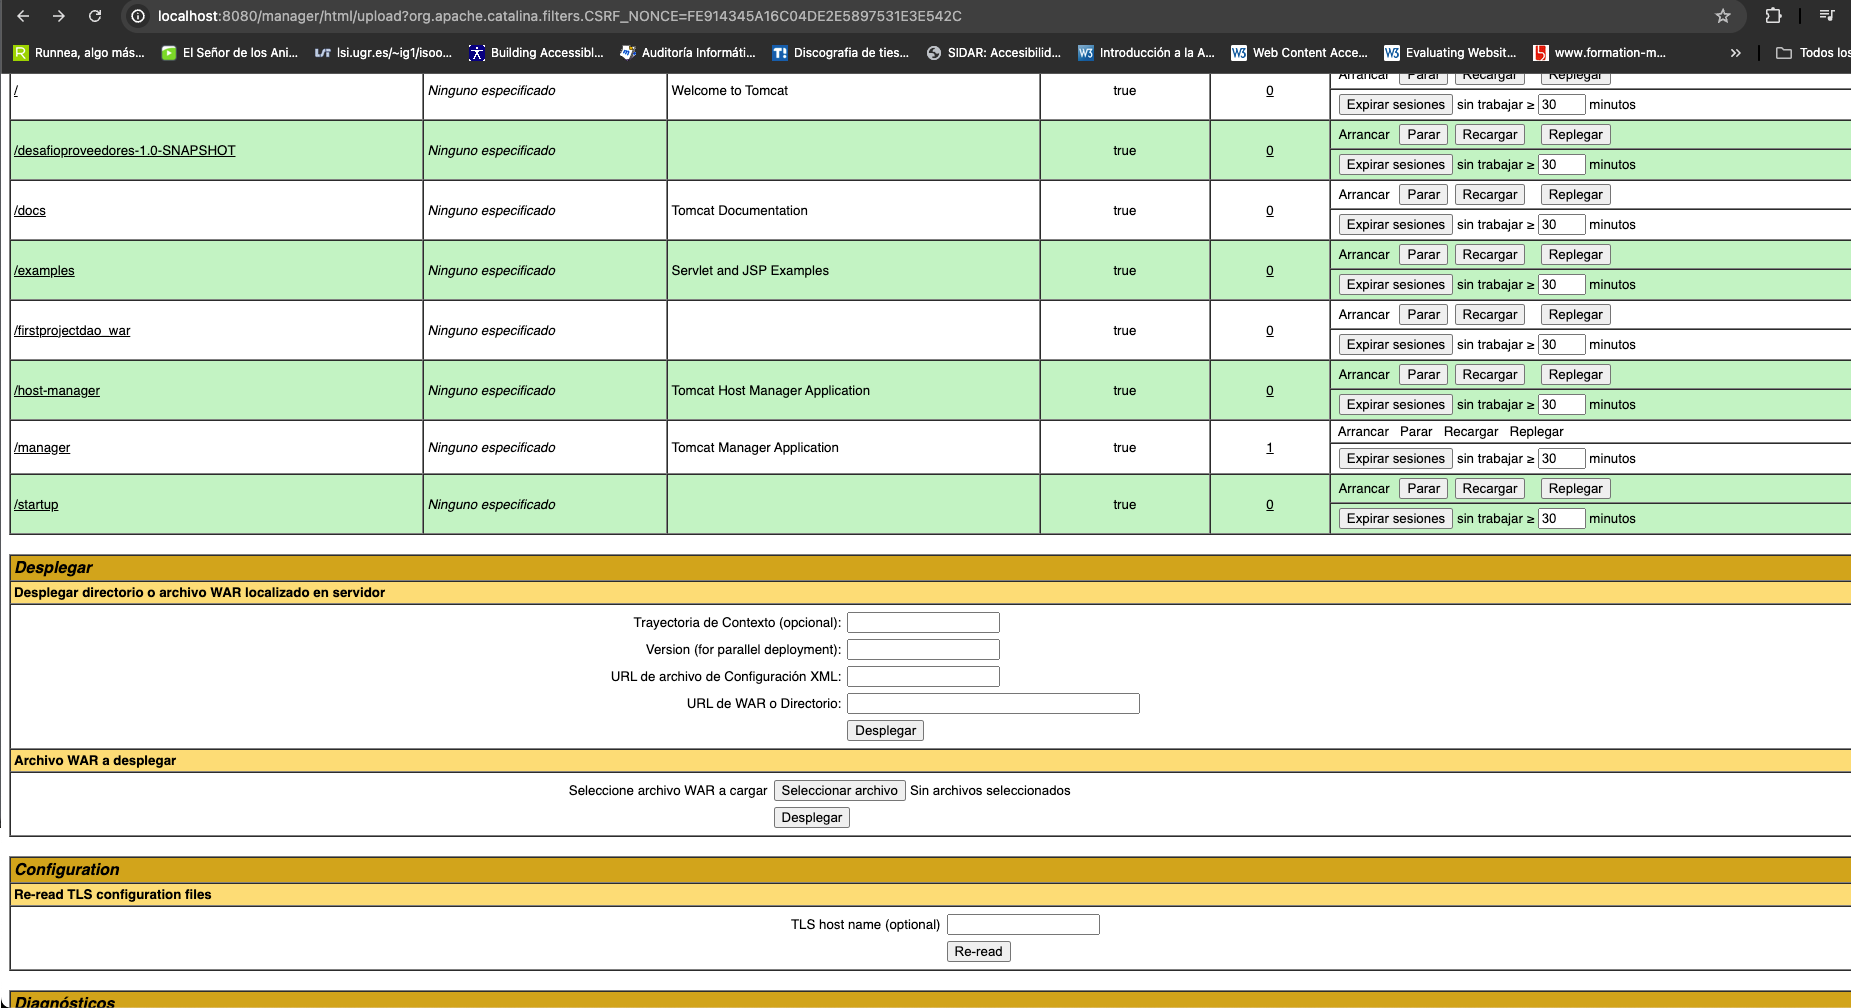 localhost:8080/manager/html/upload?org.apache.catalina.filters.CSRF_NONCE=FE914345A16C04DE2E5897531E3E542C
Runnea, algo más... El Señor de los Ani... lsi.ugr.es/~ig1/isoo... Building Accessibl... Auditoría Informáti... Discografia de ties... SIDAR: Accesibilid... Introducción a la A... Web Content Acce... Evaluating Websit... www.formation-m... » Todos los
/ Ninguno especificado Welcome to Tomcat true 0 Arrancar Parar Recargar Replegar
Expirar sesiones sin trabajar ≥ 30 minutos
/desafioproveedores-1.0-SNAPSHOT Ninguno especificado true 0 Arrancar Parar Recargar Replegar
Expirar sesiones sin trabajar ≥ 30 minutos
/docs Ninguno especificado Tomcat Documentation true 0 Arrancar Parar Recargar Replegar
Expirar sesiones sin trabajar ≥ 30 minutos
/examples Ninguno especificado Servlet and JSP Examples true 0 Arrancar Parar Recargar Replegar
Expirar sesiones sin trabajar ≥ 30 minutos
/firstprojectdao_war Ninguno especificado true 0 Arrancar Parar Recargar Replegar
Expirar sesiones sin trabajar ≥ 30 minutos
/host-manager Ninguno especificado Tomcat Host Manager Application true 0 Arrancar Parar Recargar Replegar
Expirar sesiones sin trabajar ≥ 30 minutos
/manager Ninguno especificado Tomcat Manager Application true 1 Arrancar Parar Recargar Replegar
Expirar sesiones sin trabajar ≥ 30 minutos
/startup Ninguno especificado true 0 Arrancar Parar Recargar Replegar
Expirar sesiones sin trabajar ≥ 30 minutos
Desplegar
Desplegar directorio o archivo WAR localizado en servidor
Trayectoria de Contexto (opcional):
Version (for parallel deployment):
URL de archivo de Configuración XML:
URL de WAR o Directorio:
Desplegar
Archivo WAR a desplegar
Seleccione archivo WAR a cargar Seleccionar archivo Sin archivos seleccionados
Desplegar
Configuration
Re-read TLS configuration files
TLS host name (optional)
Re-read
Diagnósticos